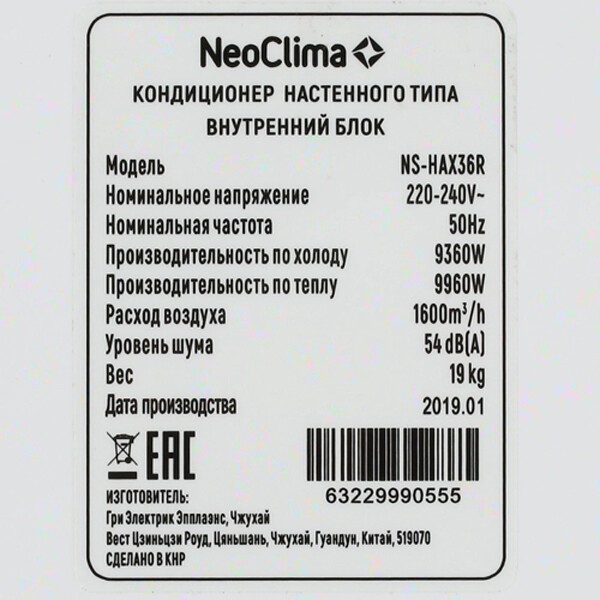 NeoClima
КОНДИЦИОНЕР НАСТЕННОГО ТИПА
ВНУТРЕННИЙ БЛОК
Модель NS-HAX36R
Номинальное напряжение 220-240V~
Номинальная частота 50Hz
Производительность по холоду 9360W
Производительность по теплу 9960W
Расход воздуха 1600m³/h
Уровень шума 54 dB(A)
Вес 19 kg
Дата производства 2019.01
EAC
63229990555
ИЗГОТОВИТЕЛЬ:
Гри Электрик Эпплаэнс, Чжухай
Вест Цзиньцзи Роуд, Цяньшань, Чжухай, Гуандун, Китай, 519070
СДЕЛАНО В КНР